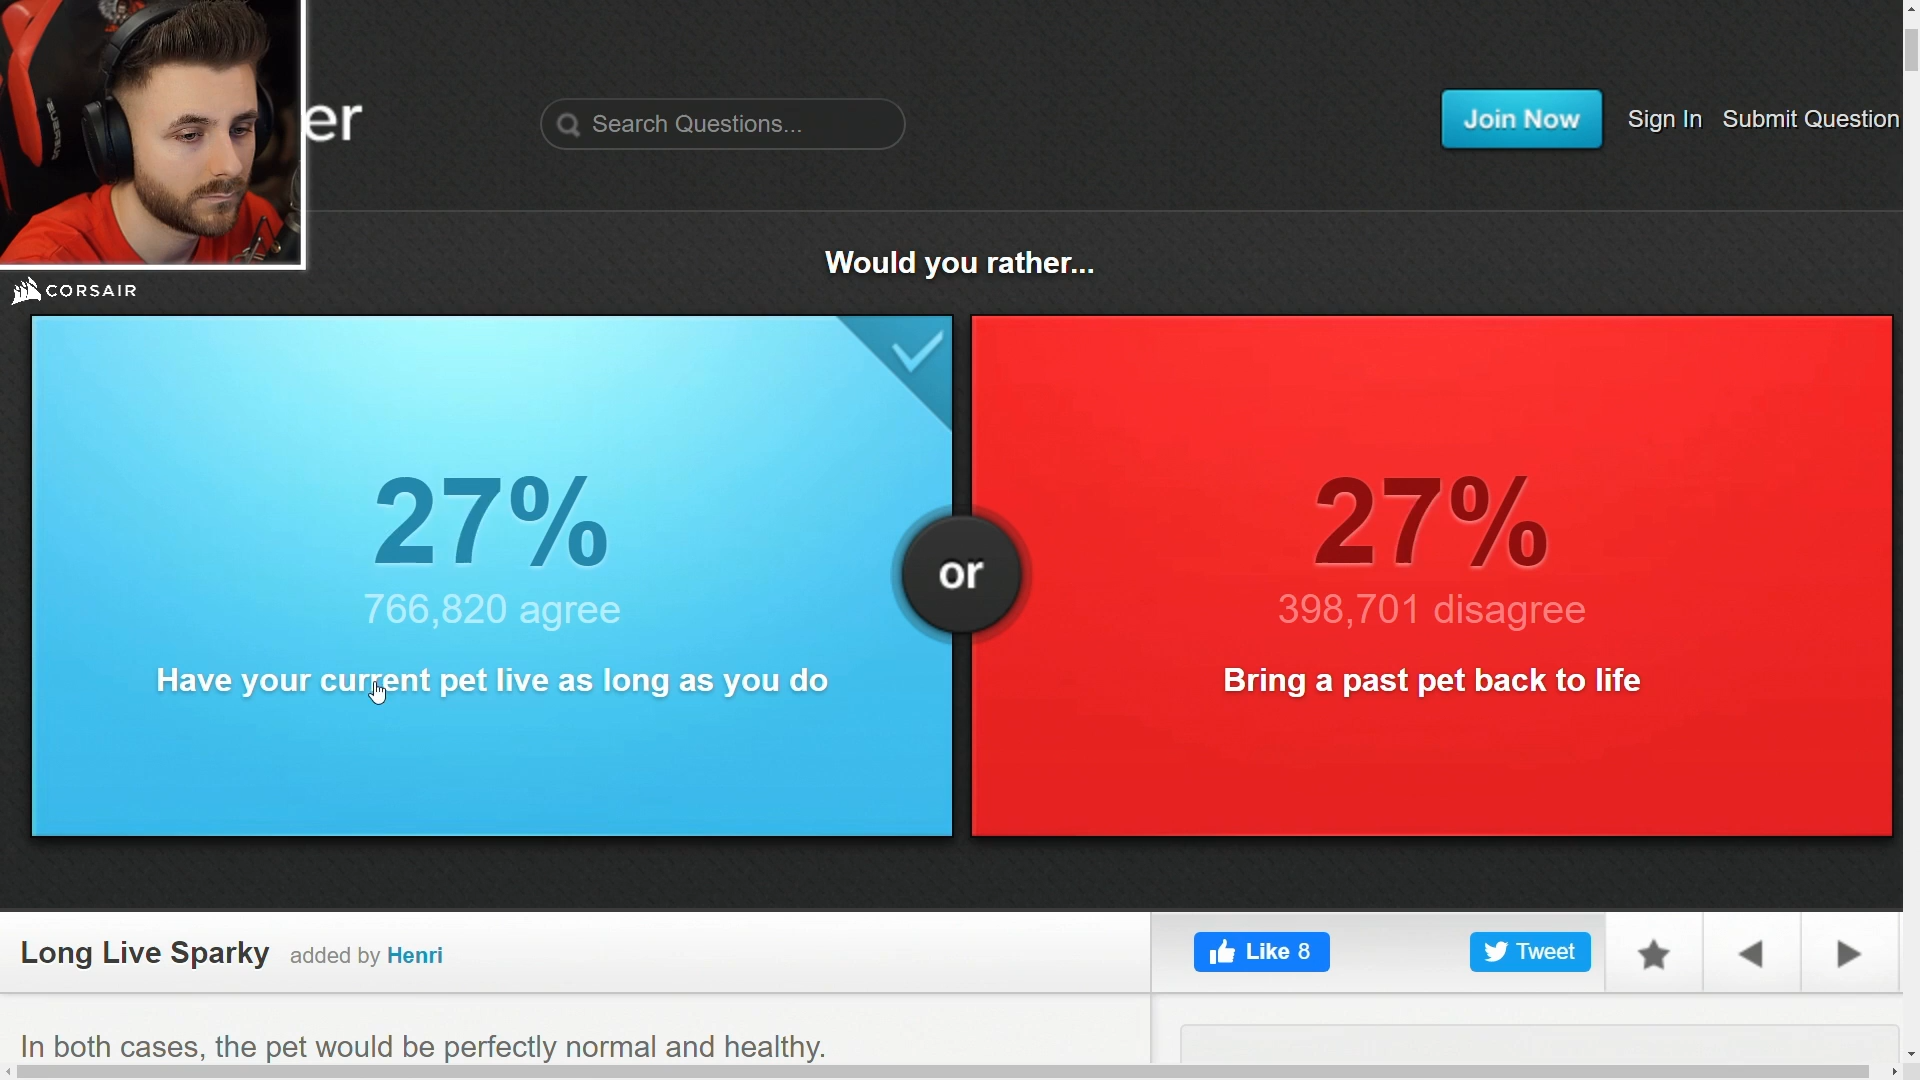 er
Search Questions...
Join Now
Sign In
Submit Question
Would you rather...
CORSAIR
27%
766,820 agree
Have your current pet live as long as you do
or
27%
398,701 disagree
Bring a past pet back to life
Long Live Sparky added by Henri
Like 8
Tweet
In both cases, the pet would be perfectly normal and healthy.